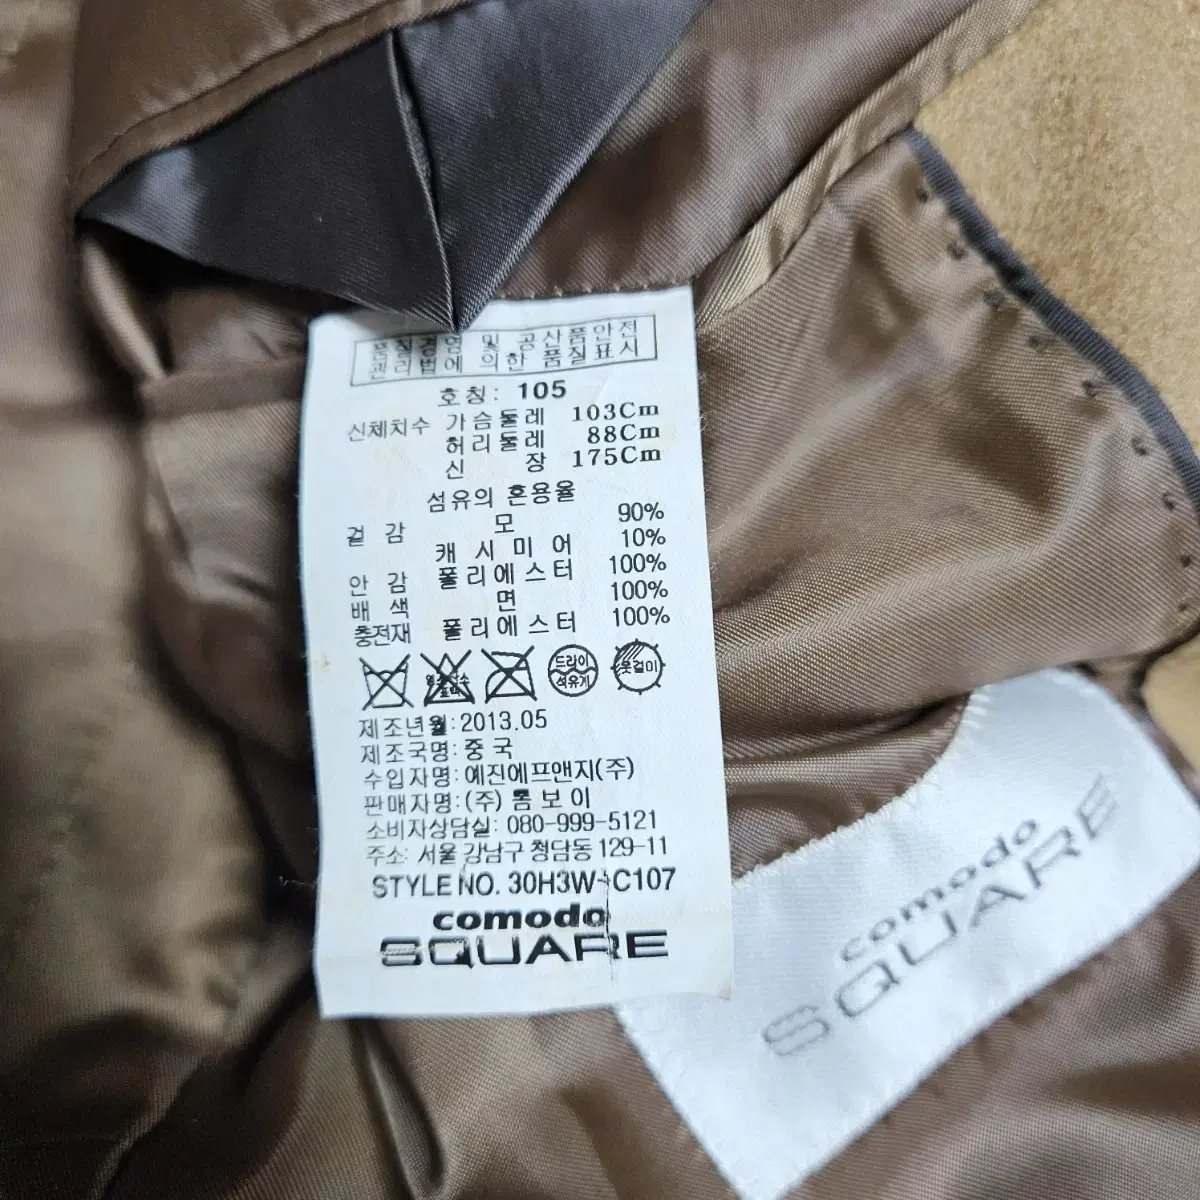 품질경영 및 공산품안전
관리법에 의한 품질표시
호칭: 105
신체치수 가슴둘레 103Cm
허리둘레 88Cm
신 장 175Cm
섬유의 혼용율
겉 감 모 90%
캐 시 미 어 10%
안 감 폴리에스터 100%
배 색 면 100%
충전재 폴리에스터 100%
드라이
석유계
옷걸이
제조년월:2013.05
제조국명:중 국
수입자명:예진에프앤지(주)
판매자명:(주) 톰 보 이
소비자상담실: 080-999-5121
주소: 서울 강남구 청담동 129-11
STYLE NO. 30H3W-C107
comodo
SQUARE
comodo
SQUARE